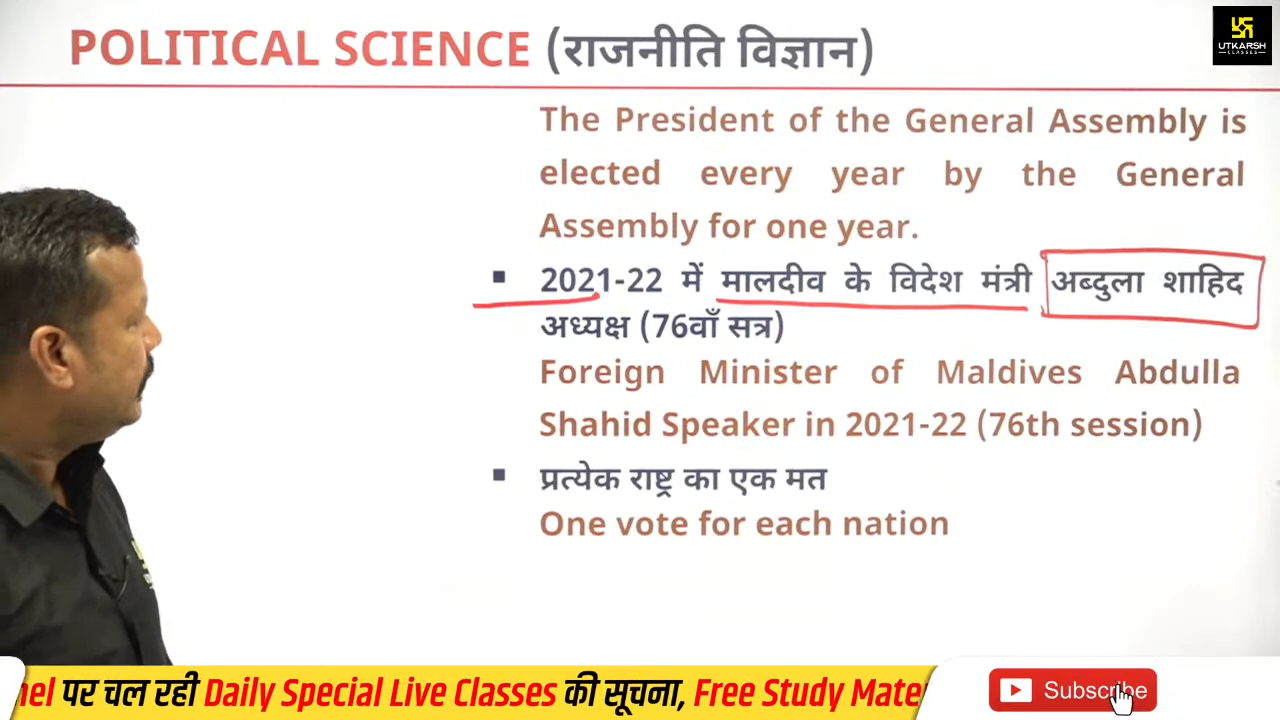 POLITICAL SCIENCE (राजनीति विज्ञान)
UTKARSH
CLASSES
The President of the General Assembly is
elected every year by the General
Assembly for one year.
▪ 2021-22 में मालदीव के विदेश मंत्री अब्दुला शाहिद
अध्यक्ष (76वाँ सत्र)
Foreign Minister of Maldives Abdulla
Shahid Speaker in 2021-22 (76th session)
▪ प्रत्येक राष्ट्र का एक मत
One vote for each nation
nel पर चल रही Daily Special Live Classes की सूचना, Free Study Mate
Subscribe